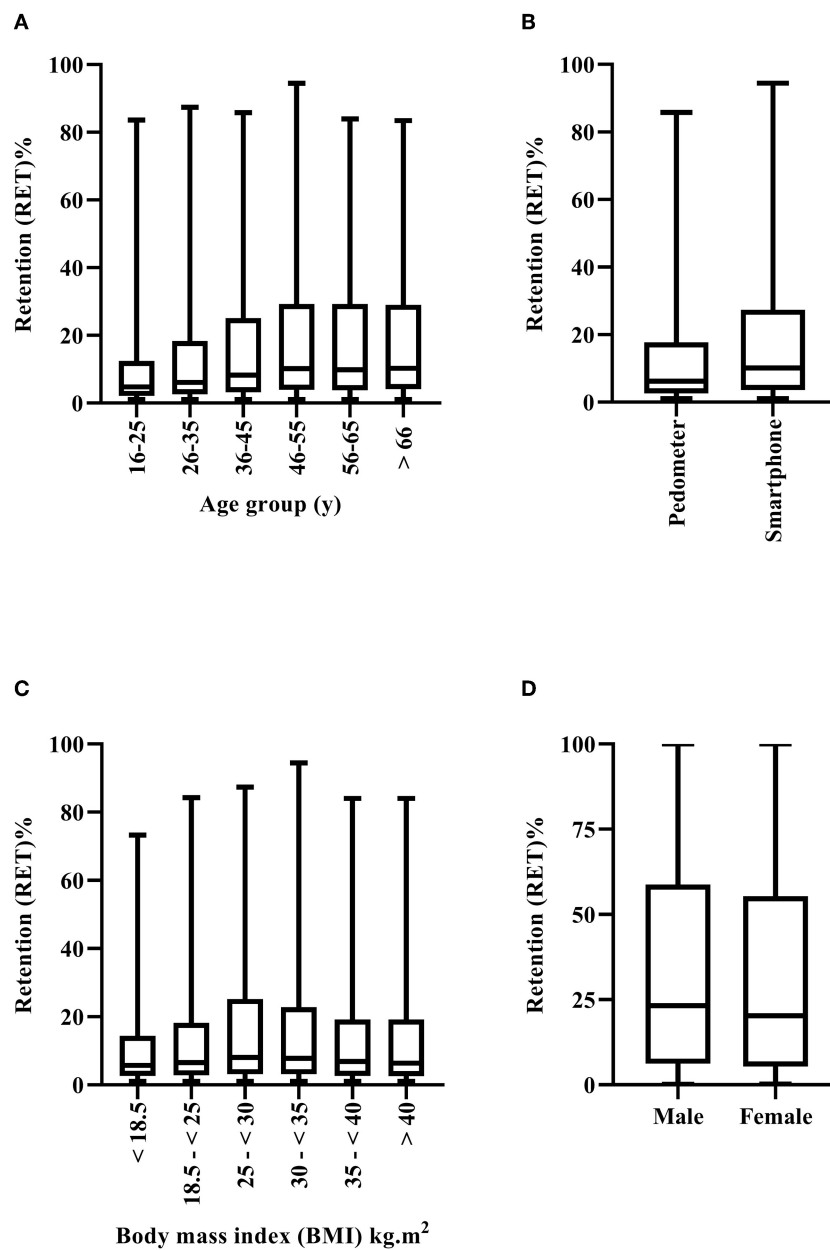 A
Retention (RET)%
100
80
60
40
20
0
16-25
26-35
36-45
46-55
56-65
> 66
Age group (y)
B
Retention (RET)%
100
80
60
40
20
0
Pedometer
Smartphone
C
Retention (RET)%
100
80
60
40
20
0
< 18.5
18.5 - < 25
25 - < 30
30 - < 35
35 - < 40
> 40
Body mass index (BMI) kg.m²
D
Retention (RET)%
100
75
50
25
0
Male
Female